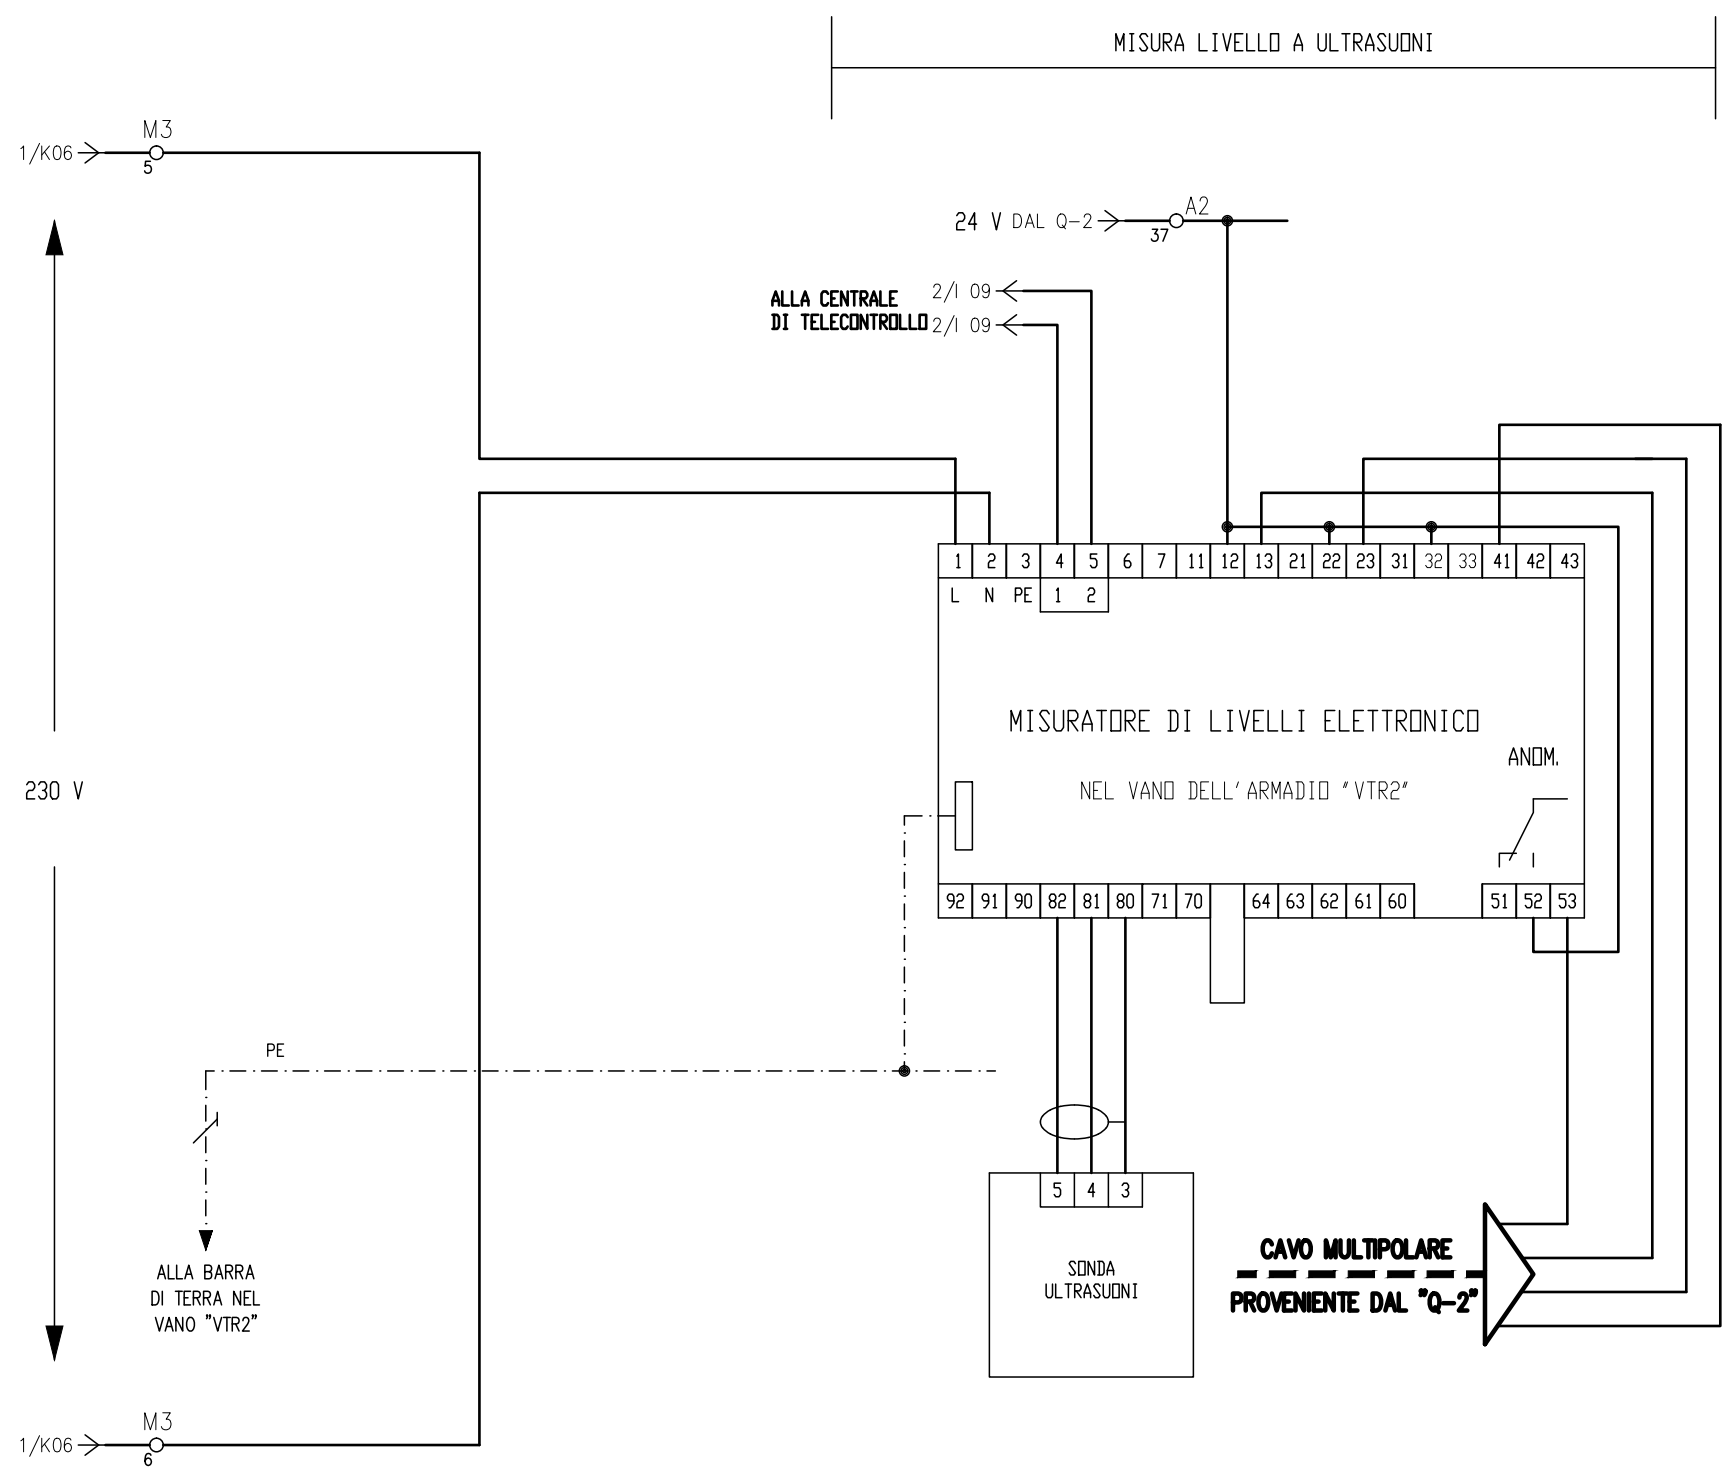 MISURA LIVELLO A ULTRASUONI
M3
1/K06
5
A2
24 V DAL Q-2
37
ALLA CENTRALE
DI TELECONTROLLO
2/I 09
2/I 09
1 2 3 4 5 6 7 11 12 13 21 22 23 31 32 33 41 42 43
L N PE 1 2
MISURATORE DI LIVELLI ELETTRONICO
ANOM.
NEL VANO DELL'ARMADIO "VTR2"
230 V
92 91 90 82 81 80 71 70 64 63 62 61 60 51 52 53
PE
5 4 3
SONDA
ULTRASUONI
CAVO MULTIPOLARE
PROVENIENTE DAL "Q-2"
ALLA BARRA
DI TERRA NEL
VANO "VTR2"
M3
1/K06
6